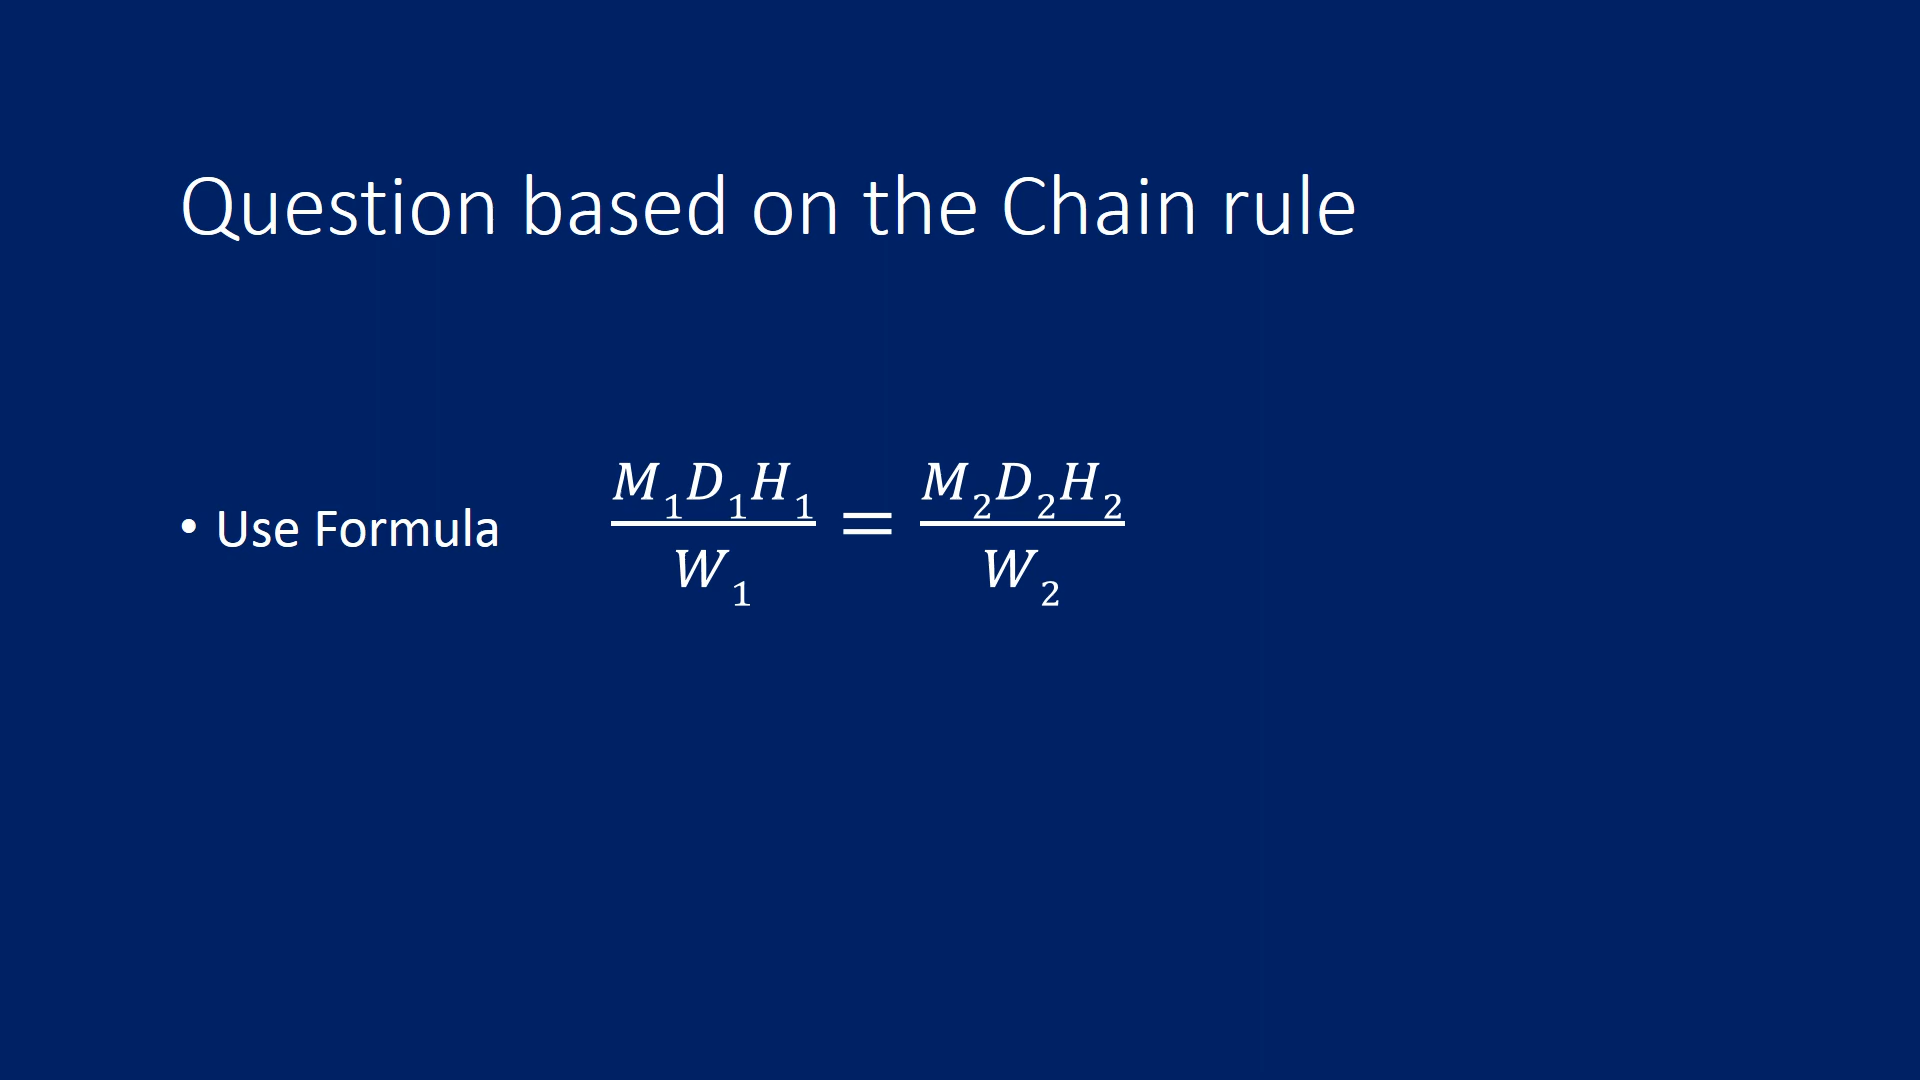 Question based on the Chain rule
• Use Formula M₁D₁H₁/W₁ = M₂D₂H₂/W₂